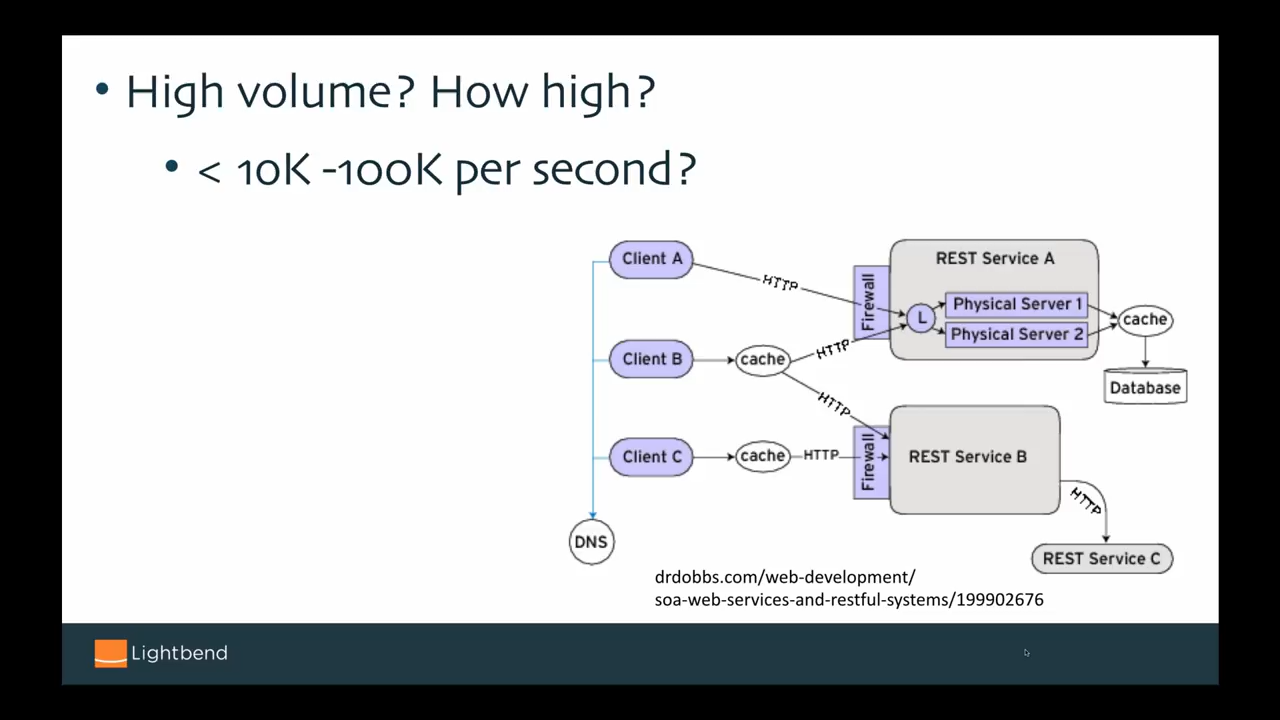 • High volume? How high?
• < 10K -100K per second?
Client A
HTTP
Firewall
REST Service A
L
Physical Server 1
Physical Server 2
cache
Database
Client B
cache
HTTP
HTTP
Client C
cache
HTTP
Firewall
REST Service B
HTTP
REST Service C
DNS
drdobbs.com/web-development/
soa-web-services-and-restful-systems/199902676
Lightbend